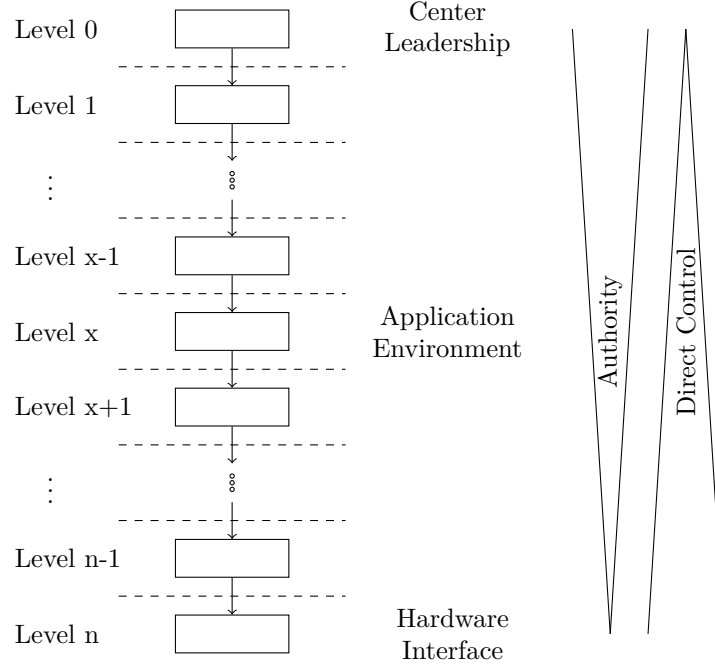 Level 0
Center
Leadership
Level 1
⋮
Level x-1
Level x
Application
Environment
Level x+1
⋮
Level n-1
Level n
Hardware
Interface
Authority
Direct Control